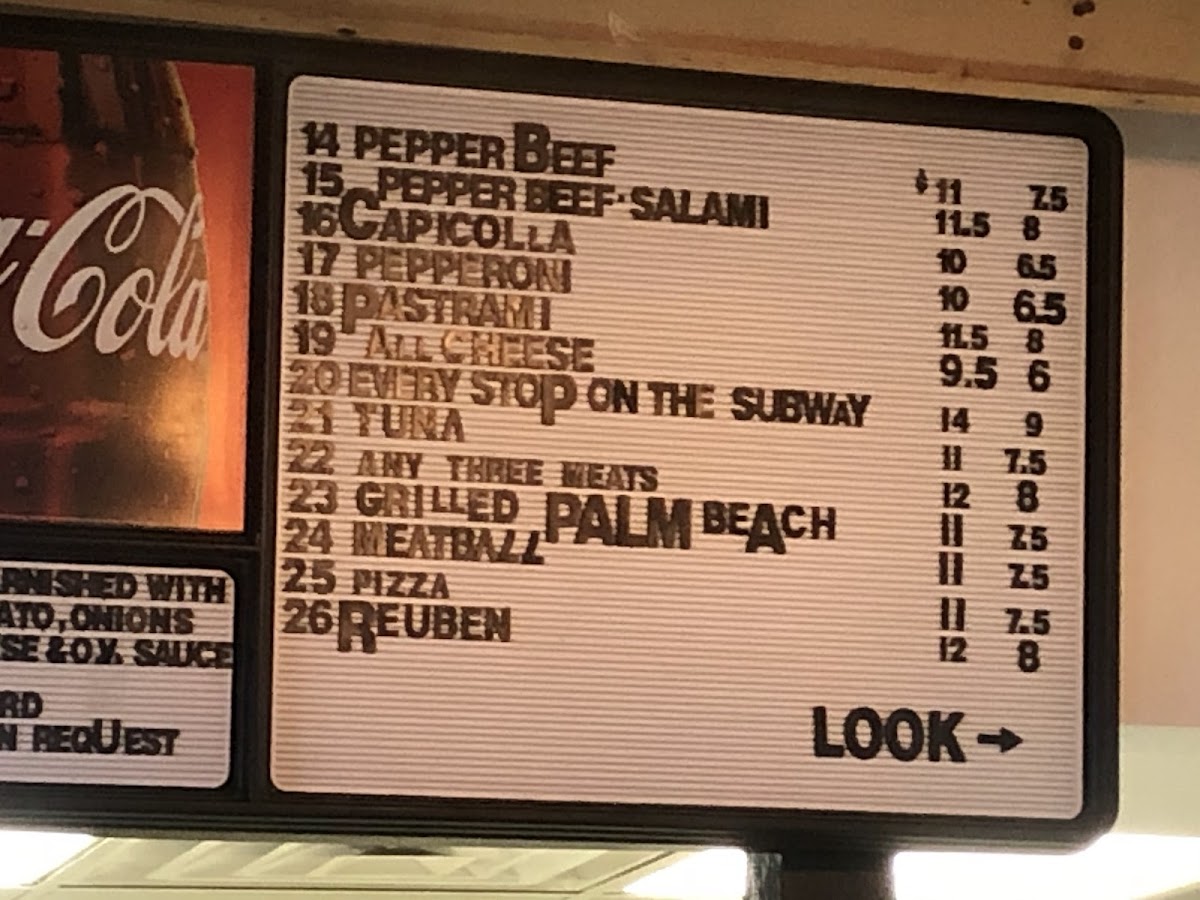 Cola
14 PEPPER BEEF $11 7.5
15 PEPPER BEEF·SALAMI 11.5 8
16 CAPICOLLA 10 6.5
17 PEPPERONI 10 6.5
18 PASTRAMI 11.5 8
19 ALL CHEESE 9.5 6
20 EVERY STOP ON THE SUBWAY 14 9
21 TUNA 11 7.5
22 ANY THREE MEATS 12 8
23 GRILLED PALM BEACH 11 7.5
24 MEATBALL 11 7.5
25 PIZZA 11 7.5
26 REUBEN 12 8
LOOK →
RNISHED WITH
ATO, ONIONS
SE & O.V. SAUCE
RD
N REQUEST